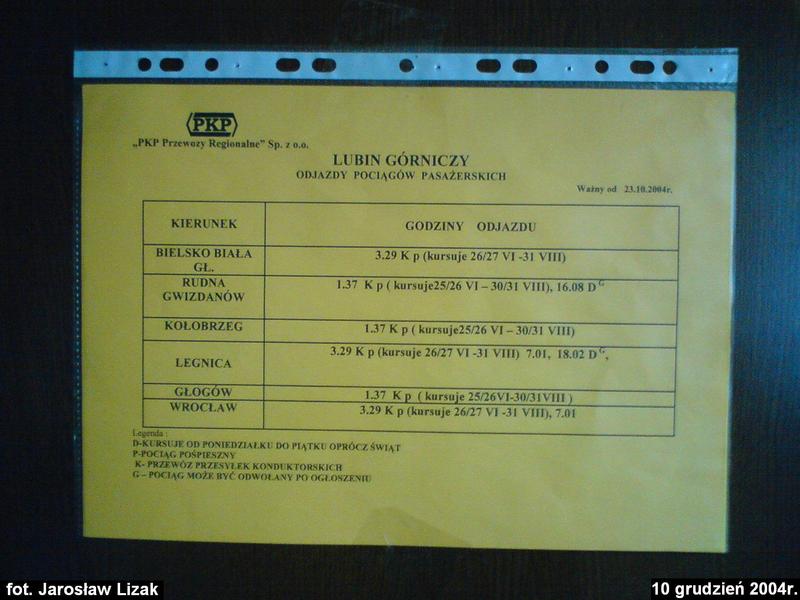 PKP
„PKP Przewozy Regionalne” Sp. z o.o.
LUBIN GÓRNICZY
ODJAZDY POCIĄGÓW PASAŻERSKICH
Ważny od 23.10.2004r.
KIERUNEK GODZINY ODJAZDU
BIELSKO BIAŁA GŁ. 3.29 K p (kursuje 26/27 VI -31 VIII)
RUDNA GWIZDANÓW 1.37 K p ( kursuje25/26 VI – 30/31 VIII), 16.08 D G
KOŁOBRZEG 1.37 K p ( kursuje25/26 VI – 30/31 VIII)
LEGNICA 3.29 K p (kursuje 26/27 VI -31 VIII) 7.01, 18.02 D G,
GŁOGÓW 1.37 K p ( kursuje 25/26VI-30/31VIII )
WROCŁAW 3.29 K p (kursuje 26/27 VI -31 VIII), 7.01
Legenda :
D-KURSUJE OD PONIEDZIAŁKU DO PIĄTKU OPRÓCZ ŚWIĄT
P-POCIĄG POŚPIESZNY
K- PRZEWÓZ PRZESYŁEK KONDUKTORSKICH
G – POCIĄG MOŻE BYĆ ODWOŁANY PO OGŁOSZENIU
fot. Jarosław Lizak
10 grudzień 2004r.